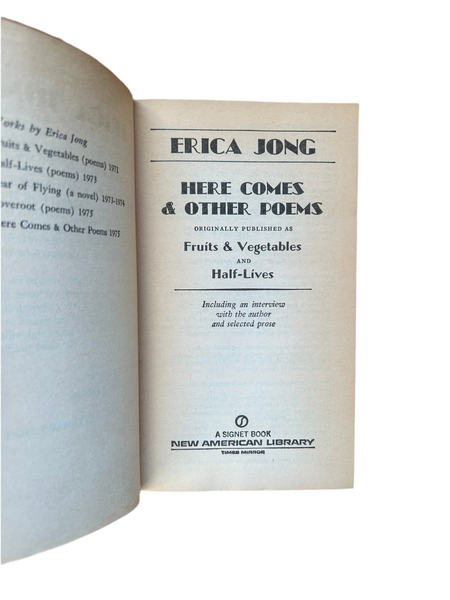 Works by Erica Jong
Fruits & Vegetables (poems) 1971
Half-Lives (poems) 1973
Fear of Flying (a novel) 1973-1974
Loveroot (poems) 1975
Here Comes & Other Poems 1975
ERICA JONG
HERE COMES
& OTHER POEMS
ORIGINALLY PUBLISHED AS
Fruits & Vegetables
AND
Half-Lives
Including an interview
with the author
and selected prose
A SIGNET BOOK
NEW AMERICAN LIBRARY
TIMES MIRROR